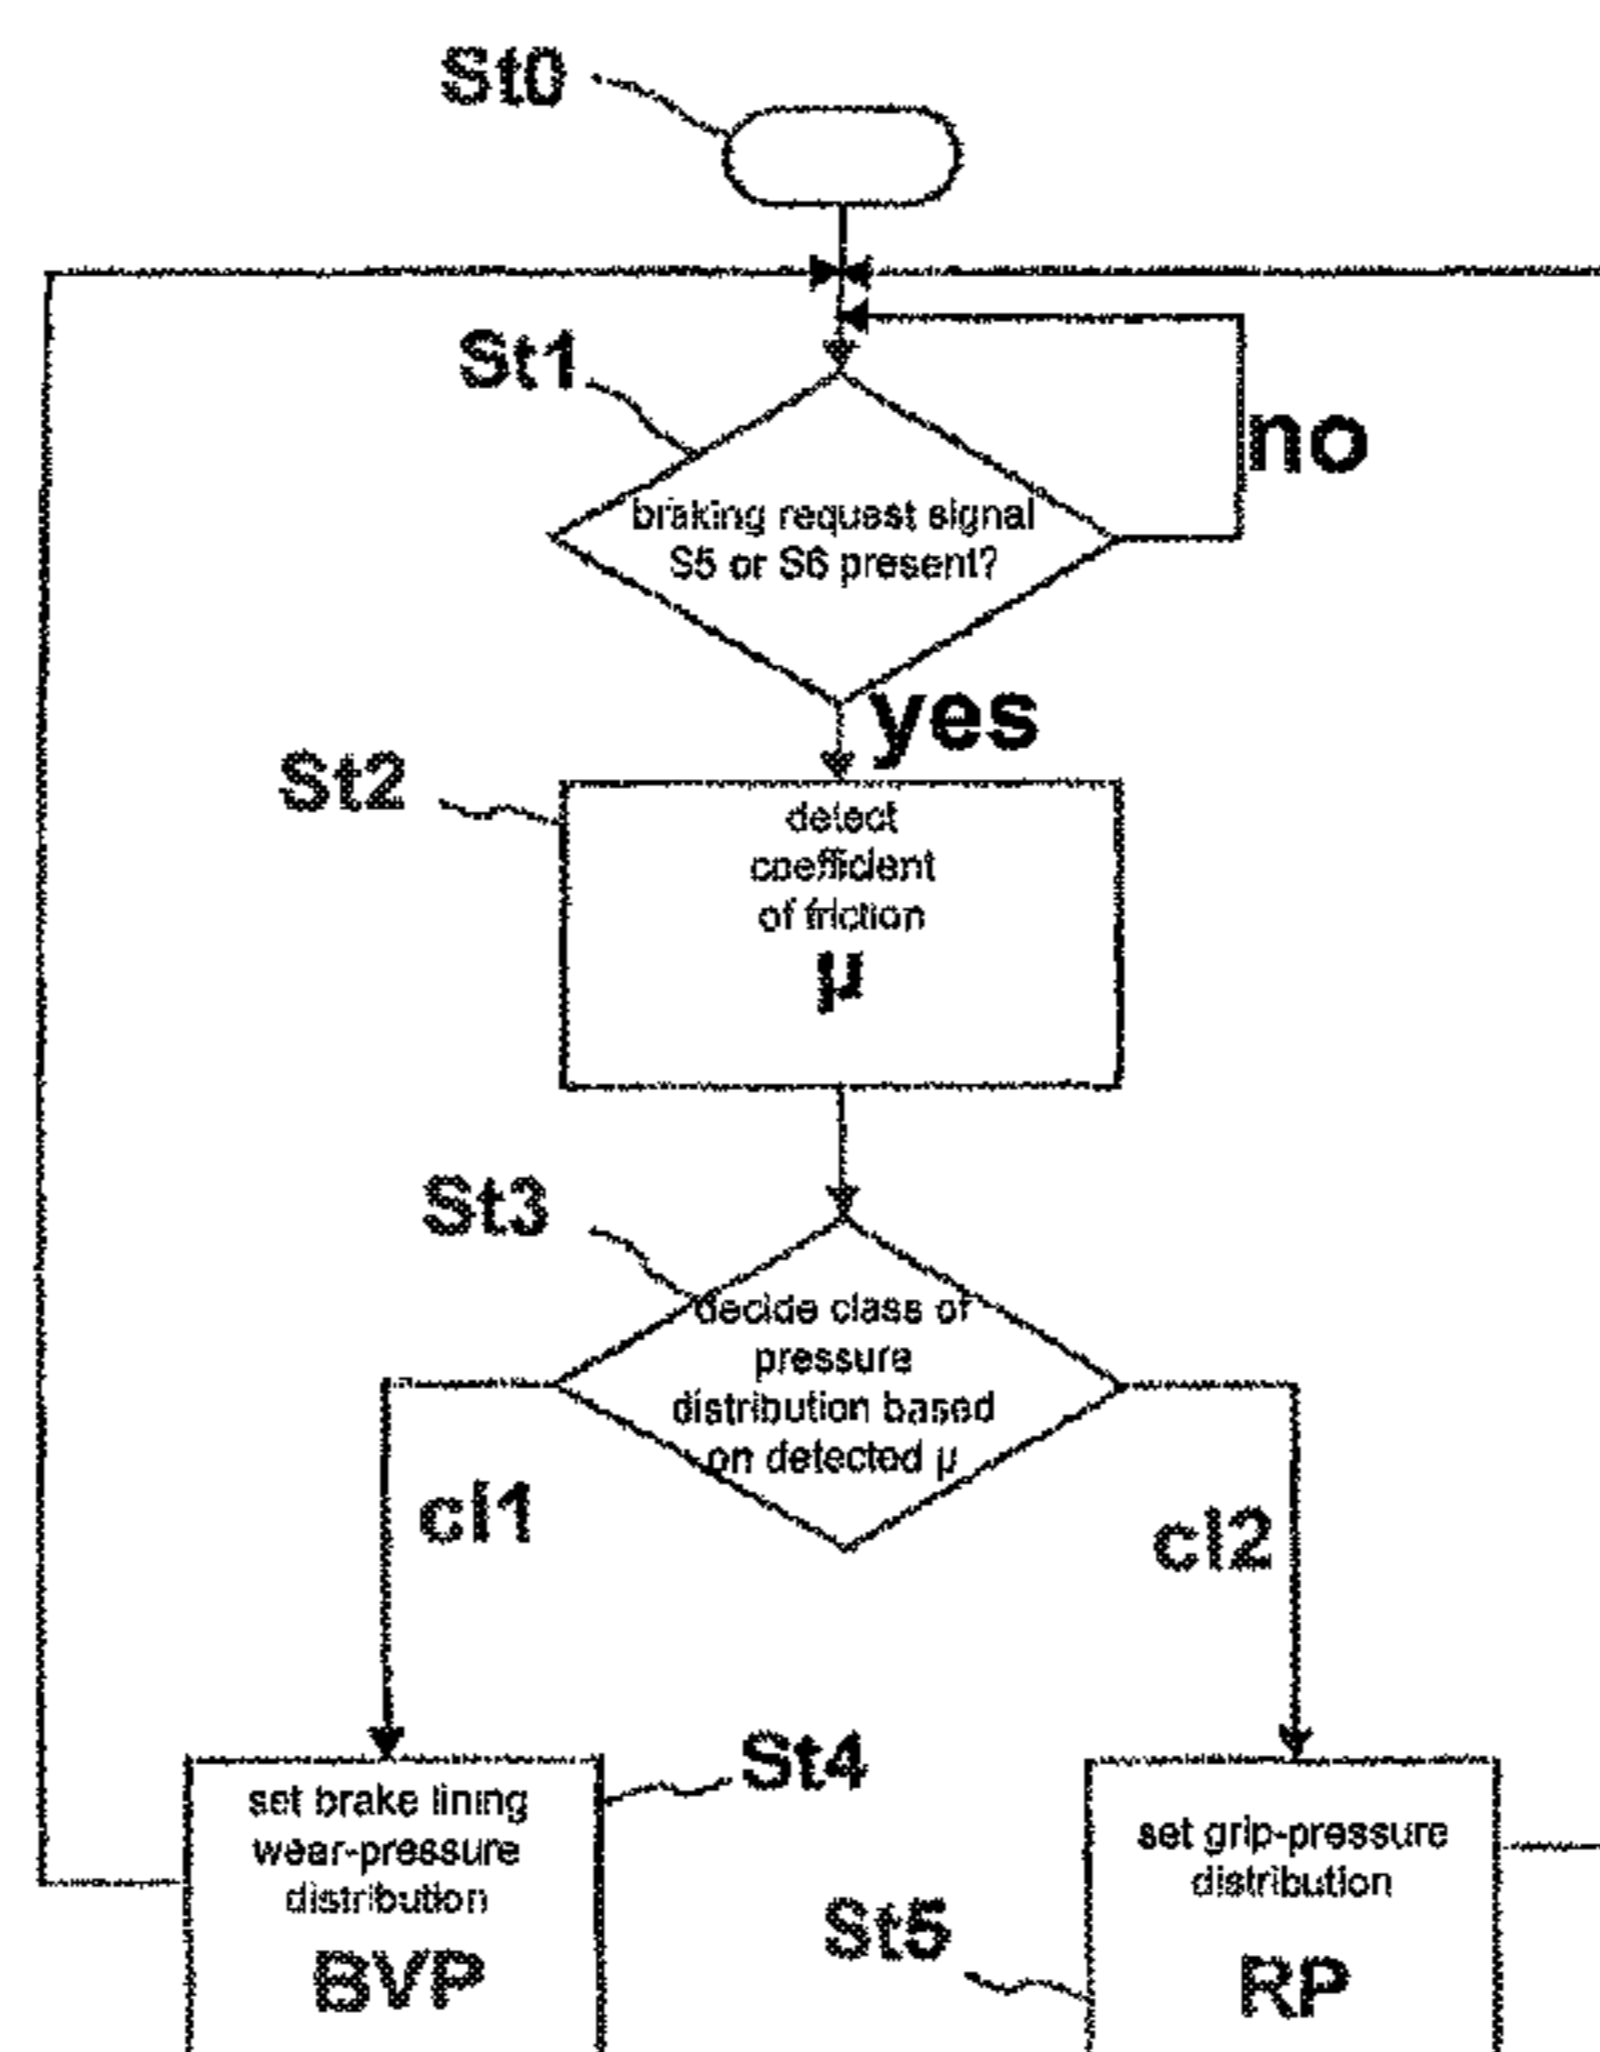 St0
St1
no
braking request signal
S5 or S6 present?
yes
St2
detect
coefficient
of friction
μ
St3
decide class of
pressure
distribution based
on detected μ
cl1
cl2
St4
set brake lining
wear-pressure
distribution
BVP
set grip-pressure
distribution
St5
RP